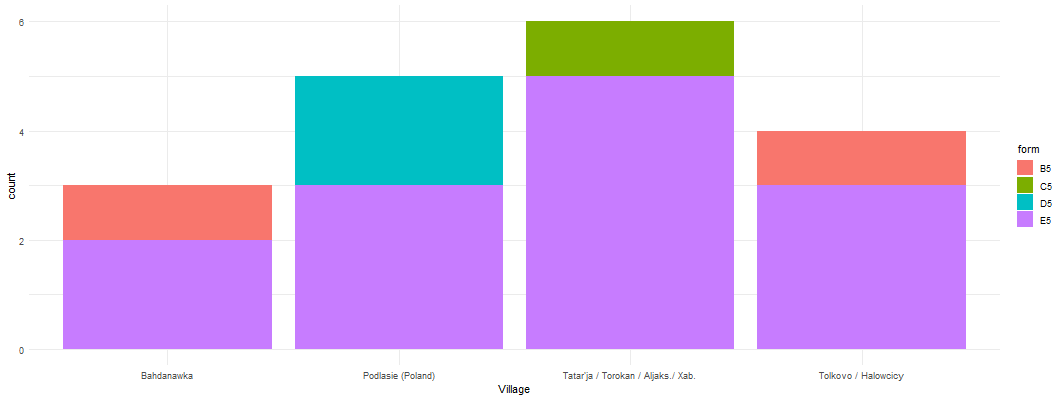 6
4
2
0
count
Bahdanawka
Podlasie (Poland)
Tatar'ja / Torokan / Aljaks./ Xab.
Tolkovo / Halowcicy
Village
form
B5
C5
D5
E5